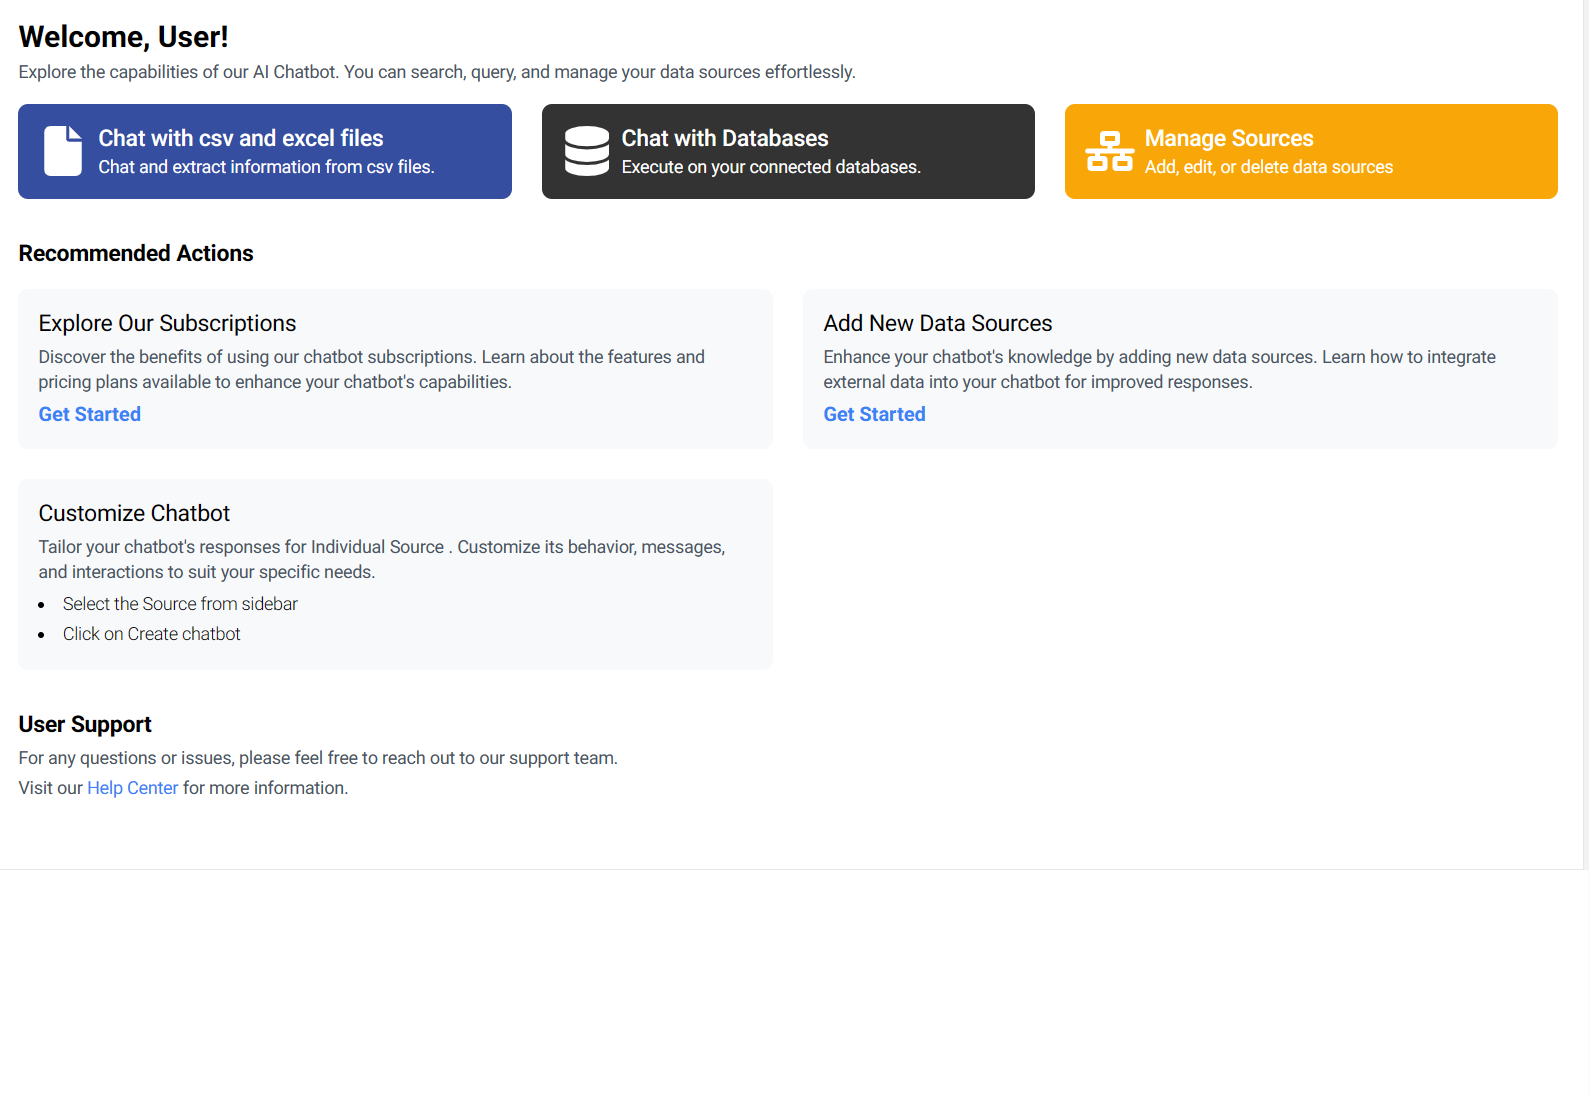 Welcome, User!
Explore the capabilities of our AI Chatbot. You can search, query, and manage your data sources effortlessly.
Chat with csv and excel files
Chat and extract information from csv files.
Chat with Databases
Execute on your connected databases.
Manage Sources
Add, edit, or delete data sources
Recommended Actions
Explore Our Subscriptions
Discover the benefits of using our chatbot subscriptions. Learn about the features and
pricing plans available to enhance your chatbot's capabilities.
Get Started
Add New Data Sources
Enhance your chatbot's knowledge by adding new data sources. Learn how to integrate
external data into your chatbot for improved responses.
Get Started
Customize Chatbot
Tailor your chatbot's responses for Individual Source . Customize its behavior, messages,
and interactions to suit your specific needs.
• Select the Source from sidebar
• Click on Create chatbot
User Support
For any questions or issues, please feel free to reach out to our support team.
Visit our Help Center for more information.